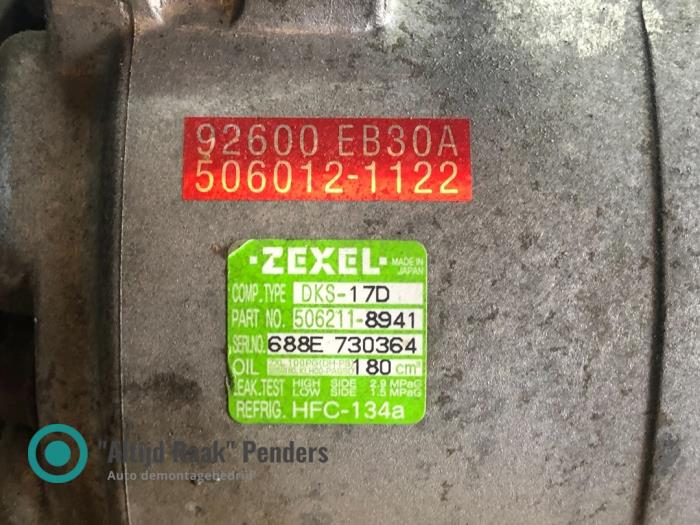 92600 EB30A
506012-1122
·ZEXEL· MADE IN JAPAN
COMP.TYPE DKS-17D
PART NO. 506211-8941
SERI.NO. 688E 730364
OIL 180 cm³
LEAK.TEST HIGH SIDE 2.9 MPaG
LOW SIDE 1.5 MPaG
REFRIG. HFC-134a
"Altijd Raak" Penders
Auto demontagebedrijf